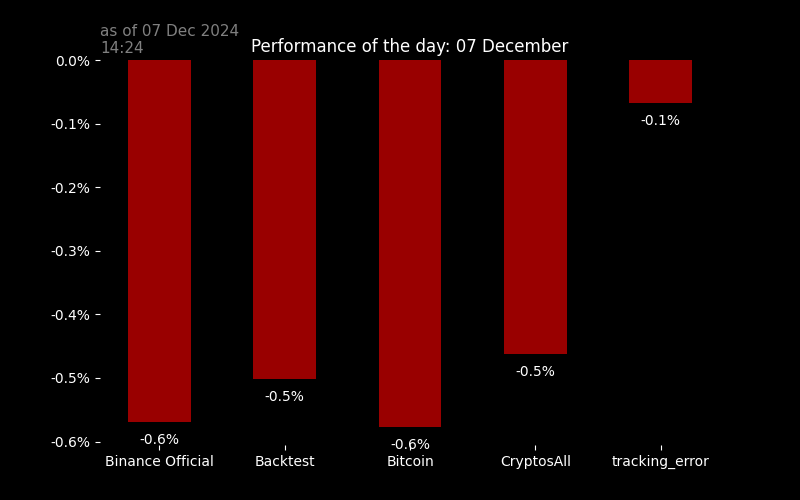 as of 07 Dec 2024
14:24
Performance of the day: 07 December
0.0%
-0.1%
-0.2%
-0.3%
-0.4%
-0.5%
-0.6%
-0.6%
-0.5%
-0.6%
-0.5%
-0.1%
Binance Official
Backtest
Bitcoin
CryptosAll
tracking_error